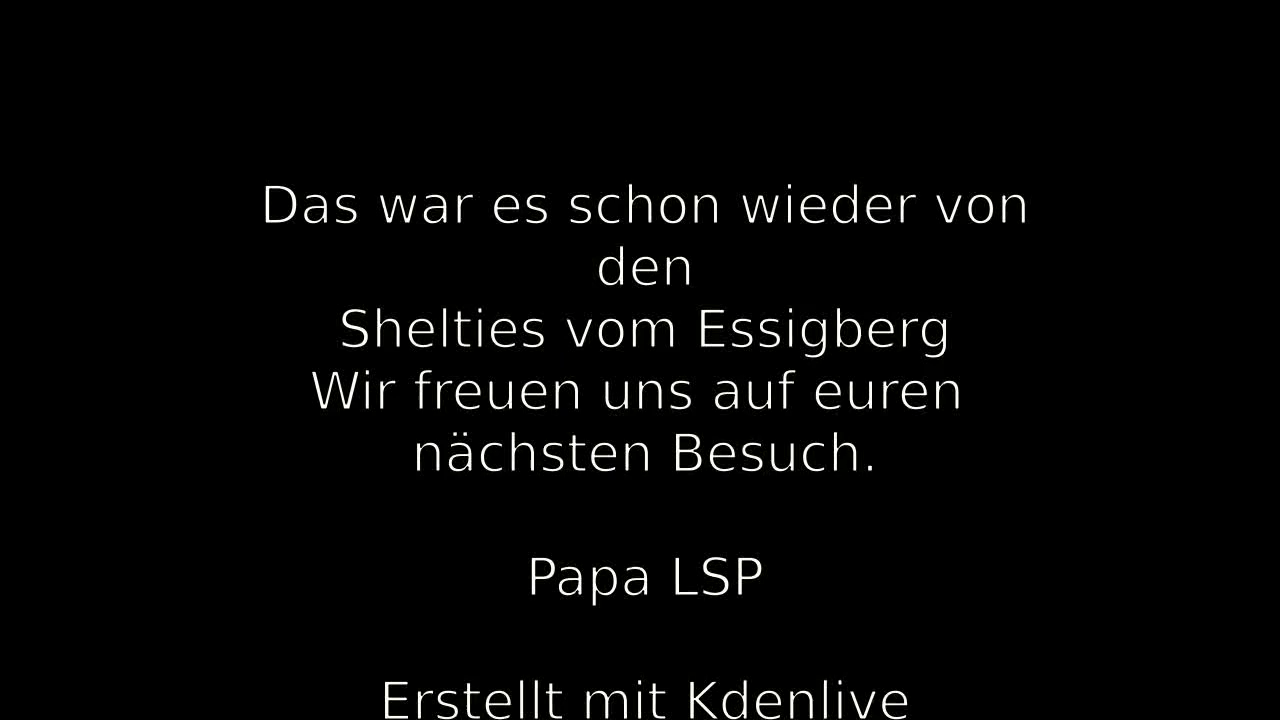 Das war es schon wieder von
den
Shelties vom Essigberg
Wir freuen uns auf euren
nächsten Besuch.
Papa LSP
Erstellt mit Kdenlive